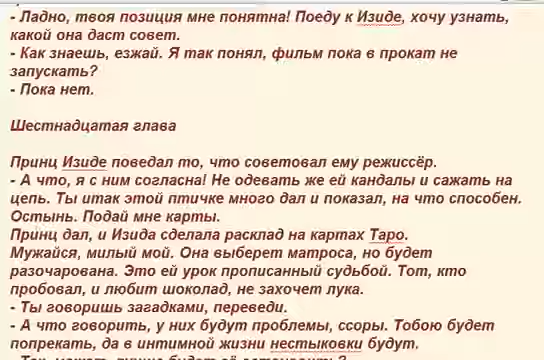 - Ладно, твоя позиция мне понятна! Поеду к Изиде, хочу узнать,
какой она даст совет.
- Как знаешь, езжай. Я так понял, фильм пока в прокат не
запускать?
- Пока нет.
Шестнадцатая глава
Принц Изиде поведал то, что советовал ему режиссёр.
- А что, я с ним согласна! Не одевать же ей кандалы и сажать на
цепь. Ты итак этой птичке много дал и показал, на что способен.
Остынь. Подай мне карты.
Принц дал, и Изида сделала расклад на картах Таро.
Мужайся, милый мой. Она выберет матроса, но будет
разочарована. Это ей урок прописанный судьбой. Тот, кто
пробовал, и любит шоколад, не захочет лука.
- Ты говоришь загадками, переведи.
- А что говорить, у них будут проблемы, ссоры. Тобою будет
попрекать, да в интимной жизни нестыковки будут.